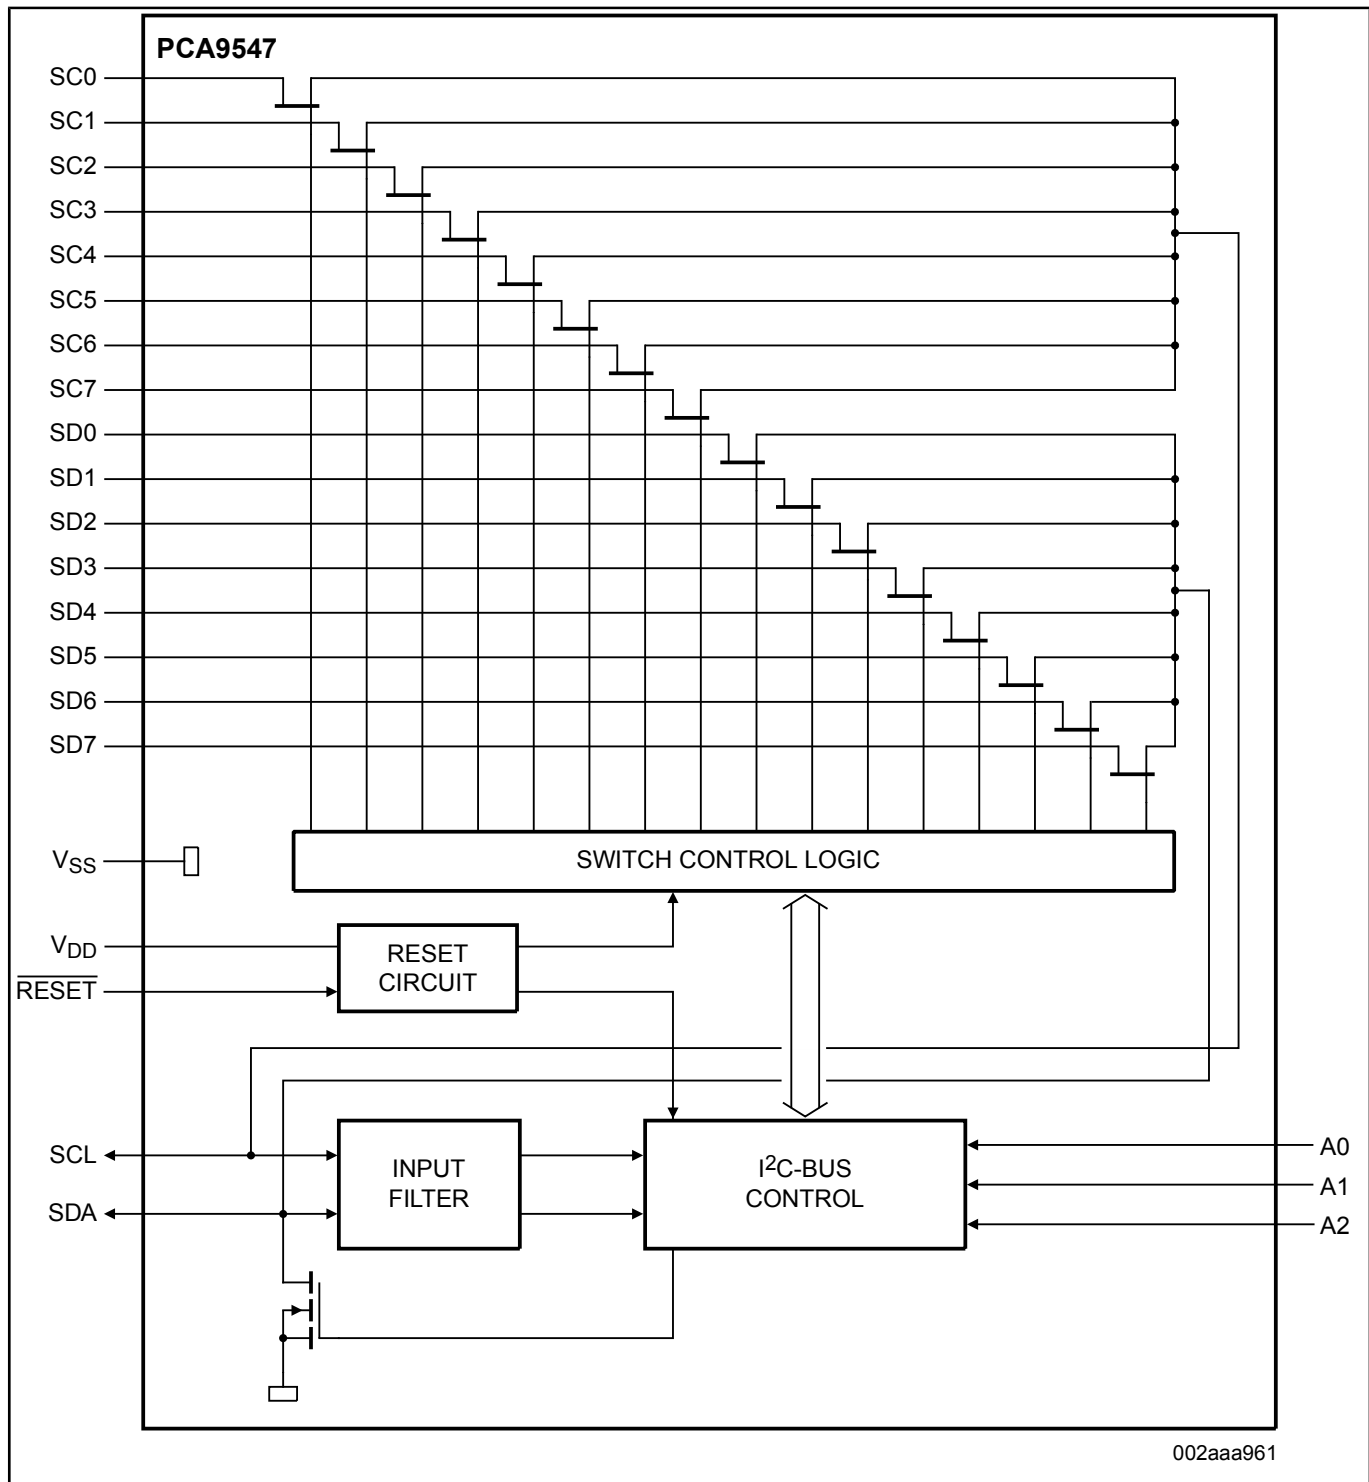 PCA9547
SC0
SC1
SC2
SC3
SC4
SC5
SC6
SC7
SD0
SD1
SD2
SD3
SD4
SD5
SD6
SD7
VSS
SWITCH CONTROL LOGIC
VDD
RESET
RESET
CIRCUIT
SCL
SDA
INPUT
FILTER
I2C-BUS
CONTROL
A0
A1
A2
002aaa961